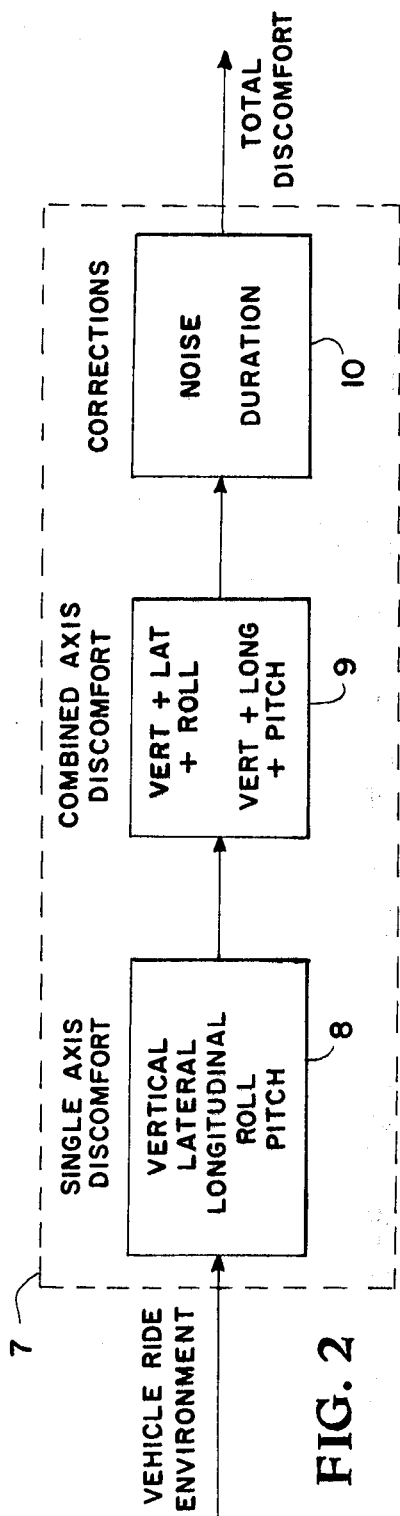 7
VEHICLE RIDE
ENVIRONMENT
SINGLE AXIS
DISCOMFORT
VERTICAL
LATERAL
LONGITUDINAL
ROLL
PITCH
8
COMBINED AXIS
DISCOMFORT
VERT + LAT
+ ROLL
VERT + LONG
+ PITCH
9
CORRECTIONS
NOISE
DURATION
10
TOTAL
DISCOMFORT
FIG. 2